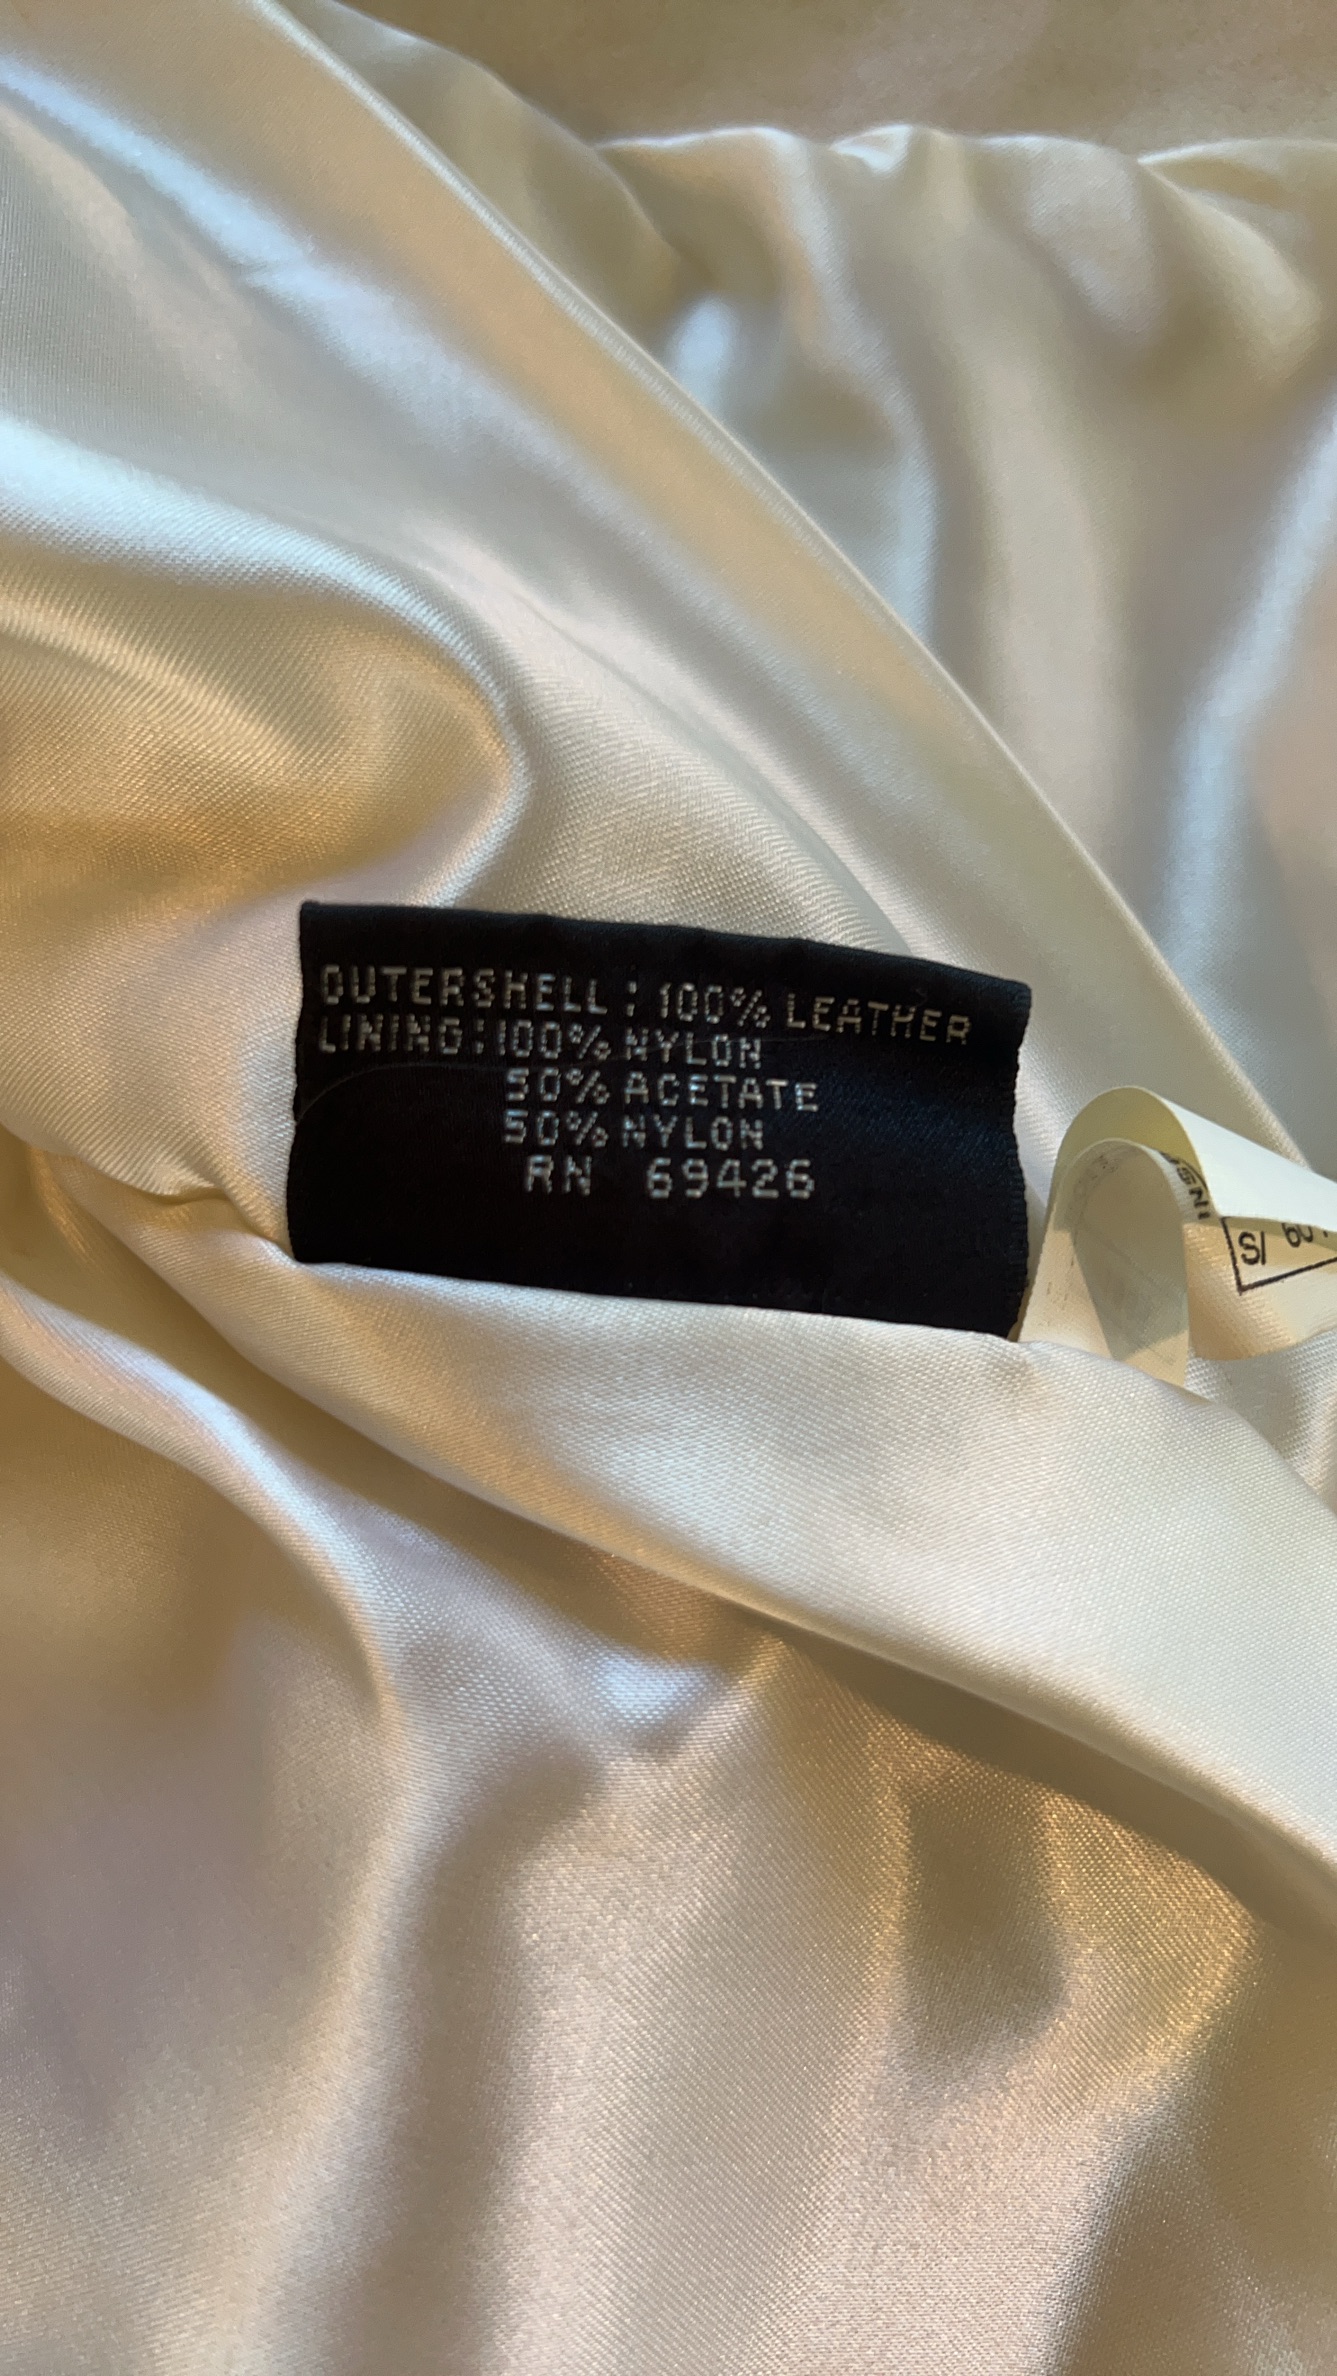 OUTERSHELL : 100% LEATHER
LINING : 100% NYLON
50% ACETATE
50% NYLON
RN 69426
S/